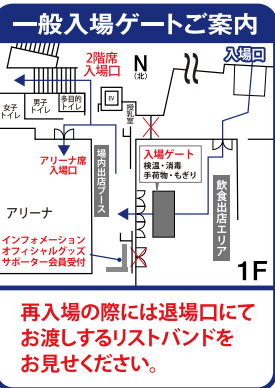 一般入場ゲートご案内
2階席
入場口
N
(北)
入場口
EV
女子
トイレ
男子
トイレ
多目的
トイレ
授乳室
アリーナ席
入場口
場内出店ブース
入場ゲート
検温・消毒
手荷物・もぎり
飲食出店エリア
アリーナ
インフォメーション
オフィシャルグッズ
サポーター会員受付
1F
再入場の際には退場口にて
お渡しするリストバンドを
お見せください。